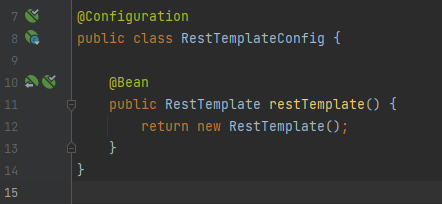 7 @Configuration
8 public class RestTemplateConfig {
9
10 @Bean
11 public RestTemplate restTemplate() {
12 return new RestTemplate();
13 }
14 }
15